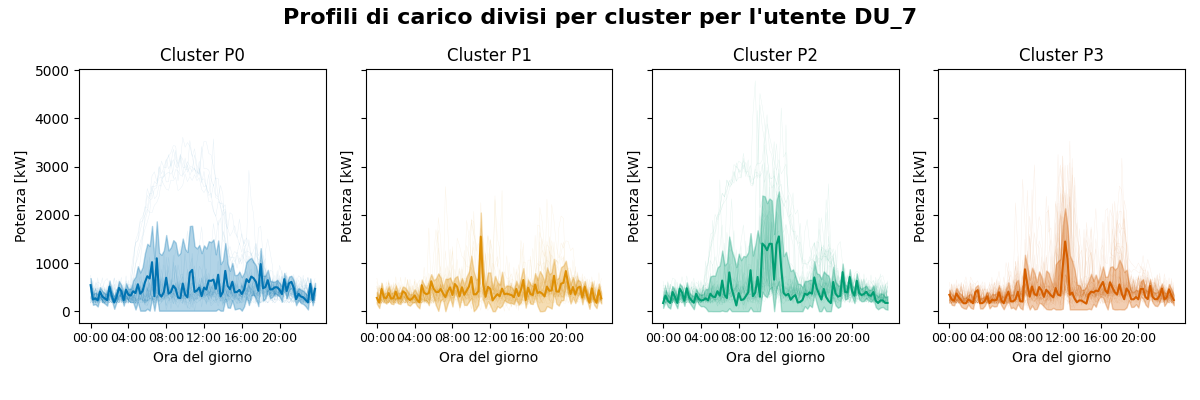 Profili di carico divisi per cluster per l'utente DU_7
Cluster P0
Cluster P1
Cluster P2
Cluster P3
Potenza [kW]
5000
4000
3000
2000
1000
0
00:00 04:00 08:00 12:00 16:00 20:00
Ora del giorno
Potenza [kW]
00:00 04:00 08:00 12:00 16:00 20:00
Ora del giorno
Potenza [kW]
00:00 04:00 08:00 12:00 16:00 20:00
Ora del giorno
Potenza [kW]
00:00 04:00 08:00 12:00 16:00 20:00
Ora del giorno